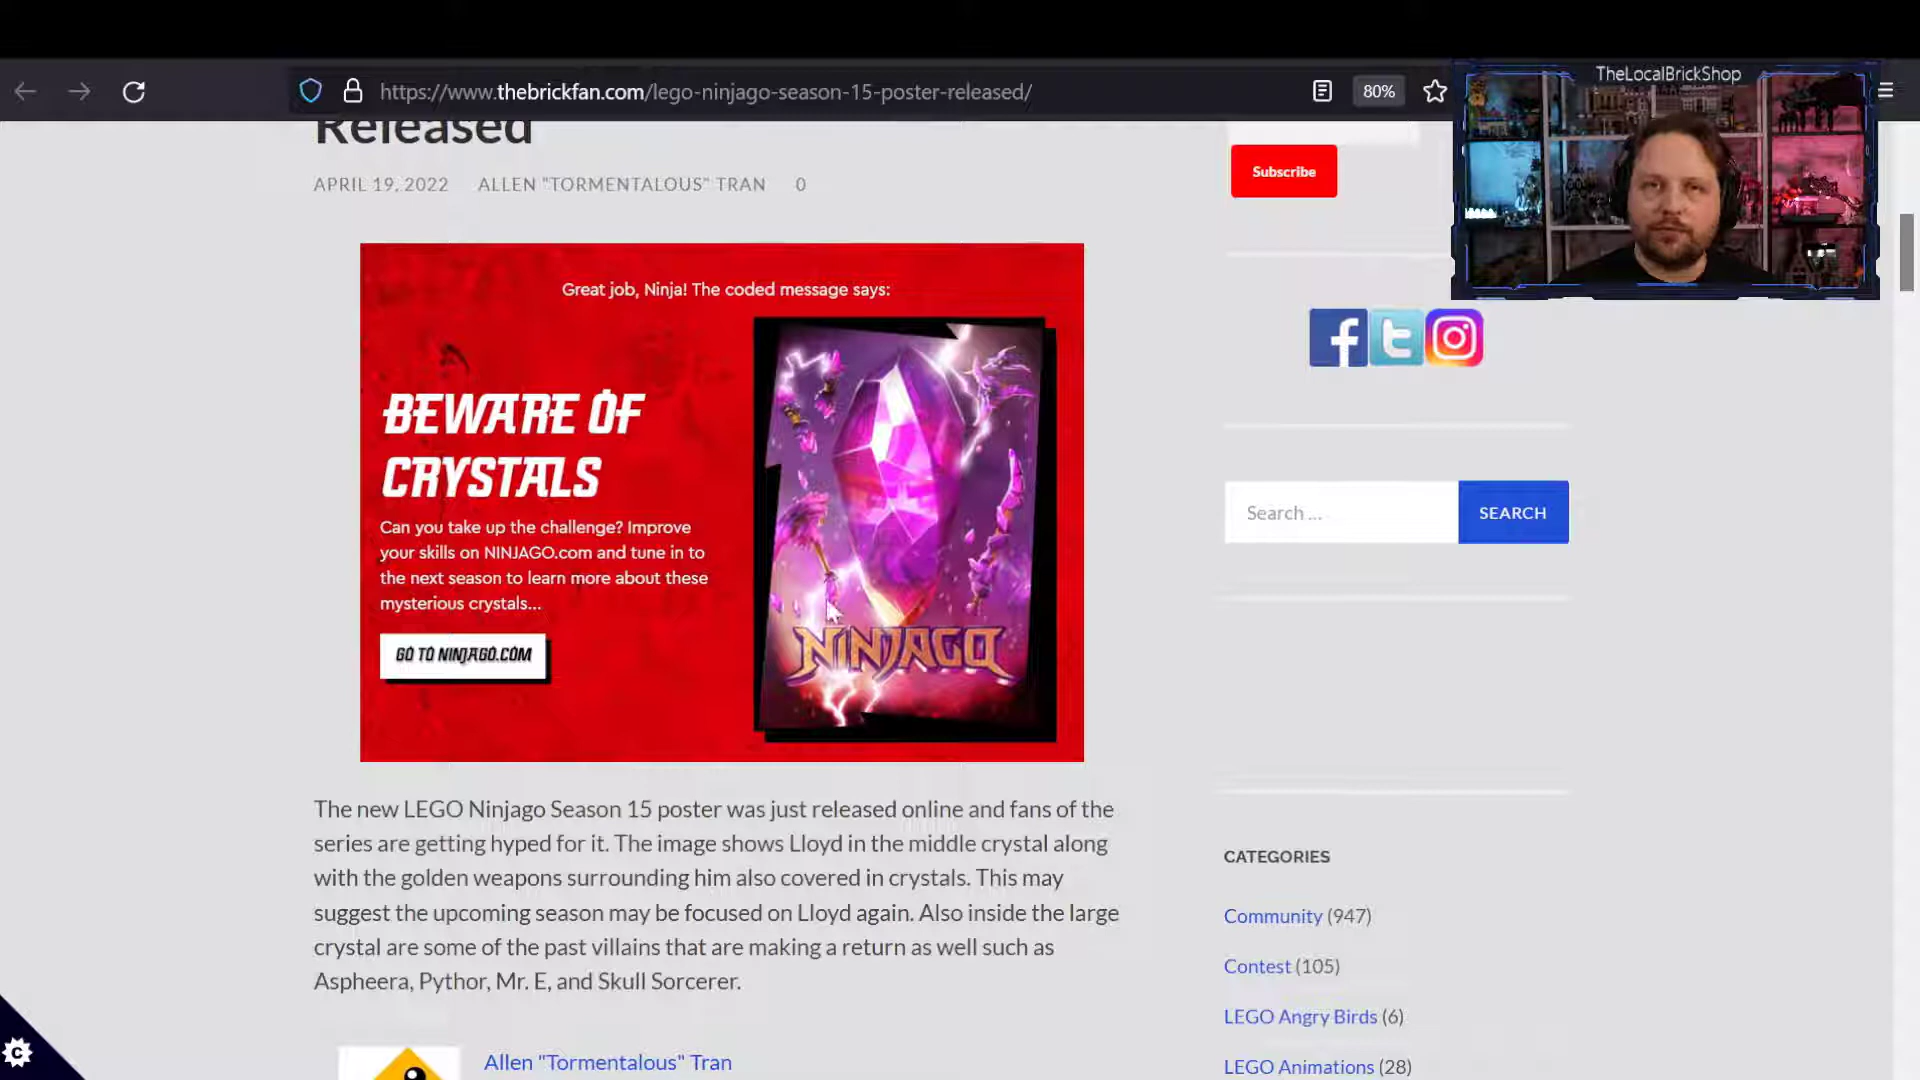 https://www.thebrickfan.com/lego-ninjago-season-15-poster-released/
80%
TheLocalBrickShop
Released
APRIL 19, 2022 ALLEN "TORMENTALOUS" TRAN 0
Subscribe
Great job, Ninja! The coded message says:
BEWARE OF
CRYSTALS
Can you take up the challenge? Improve
your skills on NINJAGO.com and tune in to
the next season to learn more about these
mysterious crystals...
GO TO NINJAGO.COM
NINJAGO
Search ...
SEARCH
The new LEGO Ninjago Season 15 poster was just released online and fans of the
series are getting hyped for it. The image shows Lloyd in the middle crystal along
with the golden weapons surrounding him also covered in crystals. This may
suggest the upcoming season may be focused on Lloyd again. Also inside the large
crystal are some of the past villains that are making a return as well such as
Aspheera, Pythor, Mr. E, and Skull Sorcerer.
Allen "Tormentalous" Tran
CATEGORIES
Community (947)
Contest (105)
LEGO Angry Birds (6)
LEGO Animations (28)